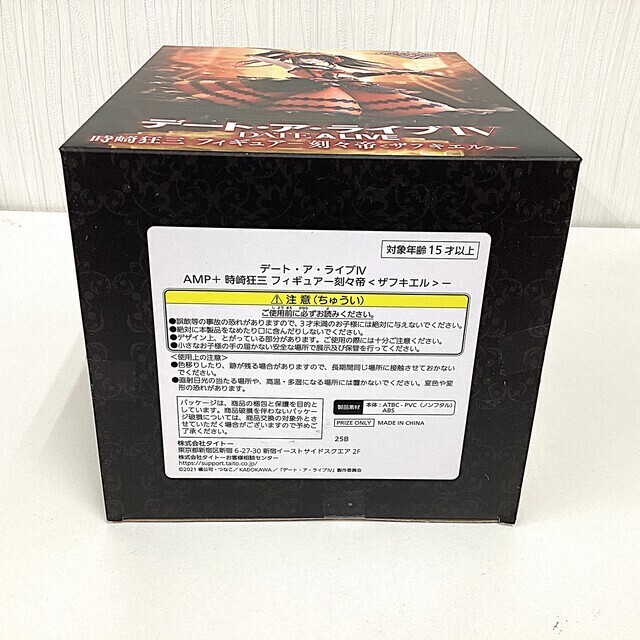 デート・ア・ライブⅣ
DATE A LIVE
時崎狂三 フィギュアー刻々帝<ザフキエル>ー
対象年齢15才以上
デート・ア・ライブⅣ
AMP+ 時崎狂三 フィギュアー刻々帝<ザフキエル>ー
注意(ちゅうい)
ご使用前に必ずお読みください。
●誤飲等の事故の恐れがありますので、3才未満のお子様には絶対に与えないでください。
●絶対に本製品をなめたり口に含んだりしないでください。
●デザイン上、とがっている部分があります。ご使用の際には十分ご注意ください。
●小さなお子様の手の届かない安全な場所で展示及び保管を行ってください。
<使用上の注意>
●色移りしたり、跡が残る場合がありますので、長期間同じ場所に接触させておかないでください。
●直射日光の当たる場所や、高温・多湿になる場所には置かないでください。変色や変形の恐れがあります。
パッケージは、商品の梱包と保護を目的としています。商品破損を伴わないパッケージ破損については、商品交換の対象外とさせていただく場合がございますので予めご了承ください。
製品素材
本体:ATBC-PVC(ノンフタル)
ABS
PRIZE ONLY
MADE IN CHINA
25B
株式会社タイトー
東京都新宿区新宿 6-27-30 新宿イーストサイドスクエア 2F
株式会社タイトーお客様相談センター
https://support.taito.co.jp/
©2021 橘公司・つなこ/KADOKAWA/「デート・ア・ライブⅣ」製作委員会